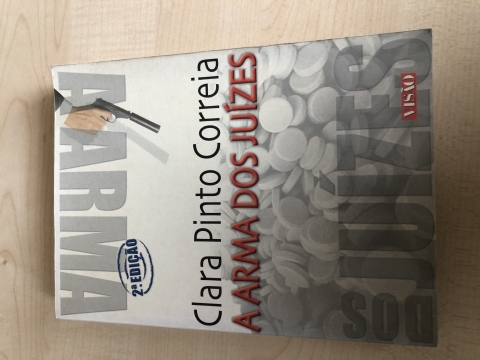 A ARMA
2ª EDIÇÃO
Clara Pinto Correia
A ARMA DOS JUÍZES
VISÃO
DOS JUÍZES